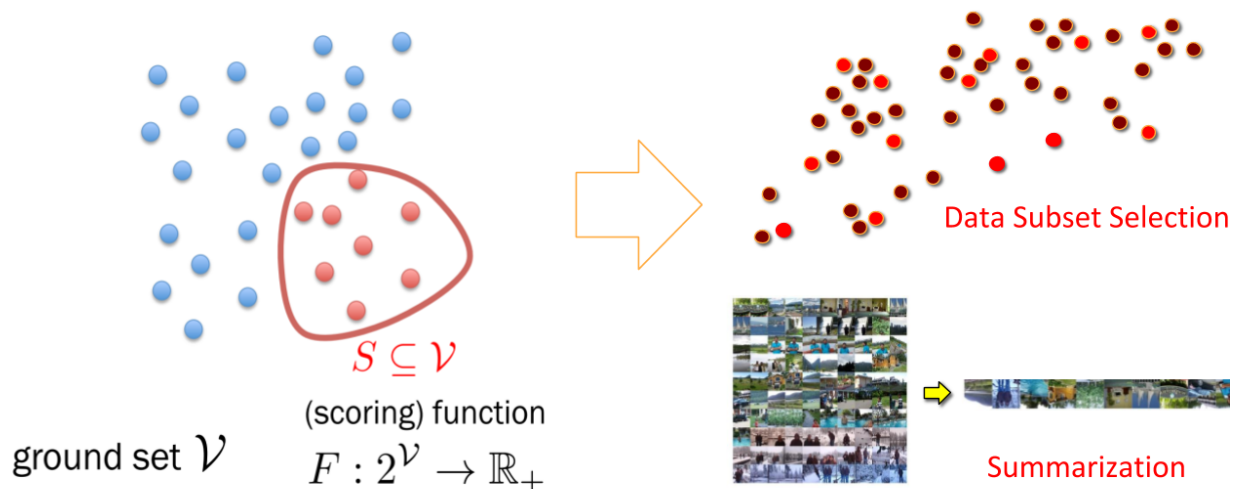 S ⊆ 𝒱
(scoring) function
ground set 𝒱
F : 2^𝒱 → ℝ₊
Data Subset Selection
Summarization